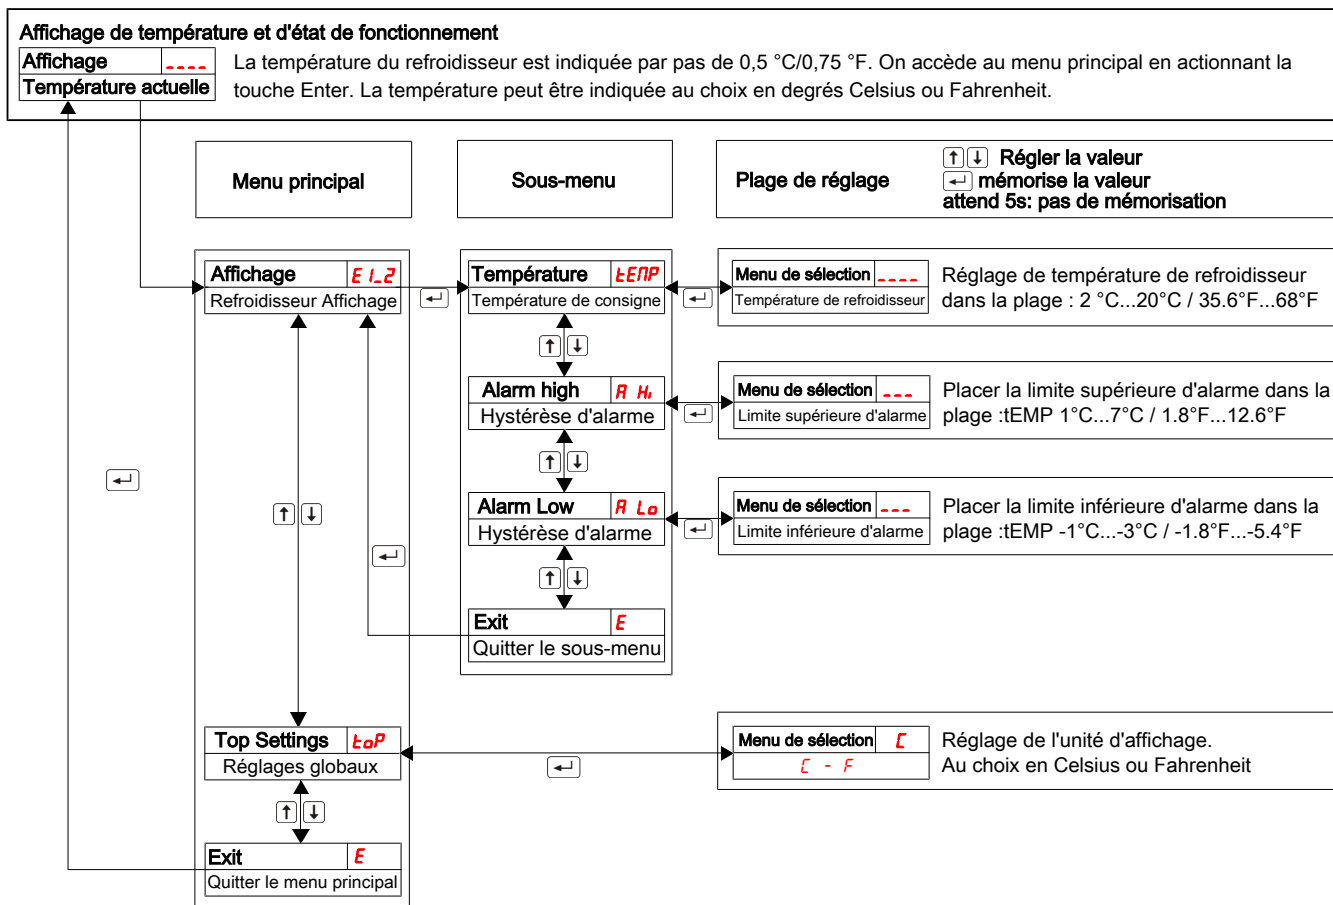 Affichage de température et d'état de fonctionnement
Affichage ----
Température actuelle
La température du refroidisseur est indiquée par pas de 0,5 °C/0,75 °F. On accède au menu principal en actionnant la
touche Enter. La température peut être indiquée au choix en degrés Celsius ou Fahrenheit.
Menu principal
Sous-menu
Plage de réglage
↑ ↓ Régler la valeur
↵ mémorise la valeur
attend 5s: pas de mémorisation
Affichage E1_2
Refroidisseur Affichage
↵
Température tEMP
Température de consigne
↵
Menu de sélection ----
Température de refroidisseur
Réglage de température de refroidisseur
dans la plage : 2 °C...20°C / 35.6°F...68°F
↑ ↓
Alarm high A Hi
Hystérèse d'alarme
↵
Menu de sélection ---
Limite supérieure d'alarme
Placer la limite supérieure d'alarme dans la
plage :tEMP 1°C...7°C / 1.8°F...12.6°F
↑ ↓
↵
↑ ↓
Alarm Low A Lo
Hystérèse d'alarme
↵
Menu de sélection ---
Limite inférieure d'alarme
Placer la limite inférieure d'alarme dans la
plage :tEMP -1°C...-3°C / -1.8°F...-5.4°F
↵
↑ ↓
Exit E
Quitter le sous-menu
Top Settings toP
Réglages globaux
↵
Menu de sélection C
C - F
Réglage de l'unité d'affichage.
Au choix en Celsius ou Fahrenheit
↑ ↓
Exit E
Quitter le menu principal